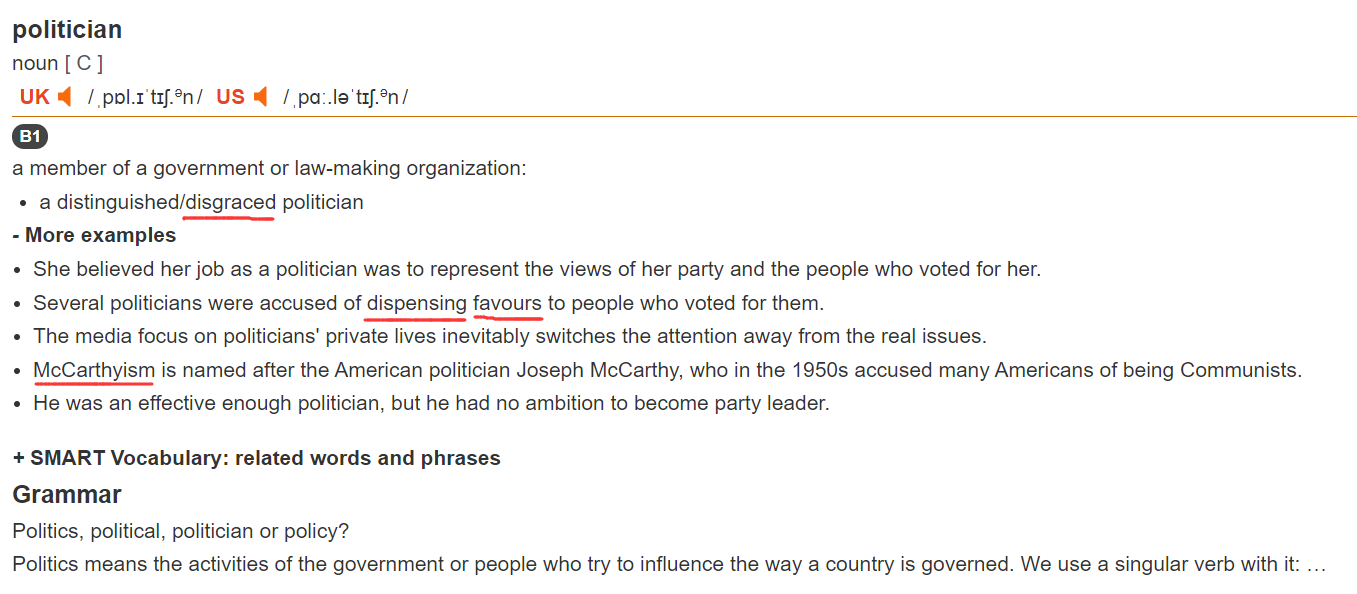 politician
noun [ C ]
UK /ˌpɒl.ɪˈtɪʃ.ᵊn/ US /ˌpɑː.ləˈtɪʃ.ᵊn/
B1
a member of a government or law-making organization:
• a distinguished/disgraced politician
- More examples
• She believed her job as a politician was to represent the views of her party and the people who voted for her.
• Several politicians were accused of dispensing favours to people who voted for them.
• The media focus on politicians' private lives inevitably switches the attention away from the real issues.
• McCarthyism is named after the American politician Joseph McCarthy, who in the 1950s accused many Americans of being Communists.
• He was an effective enough politician, but he had no ambition to become party leader.
+ SMART Vocabulary: related words and phrases
Grammar
Politics, political, politician or policy?
Politics means the activities of the government or people who try to influence the way a country is governed. We use a singular verb with it: …